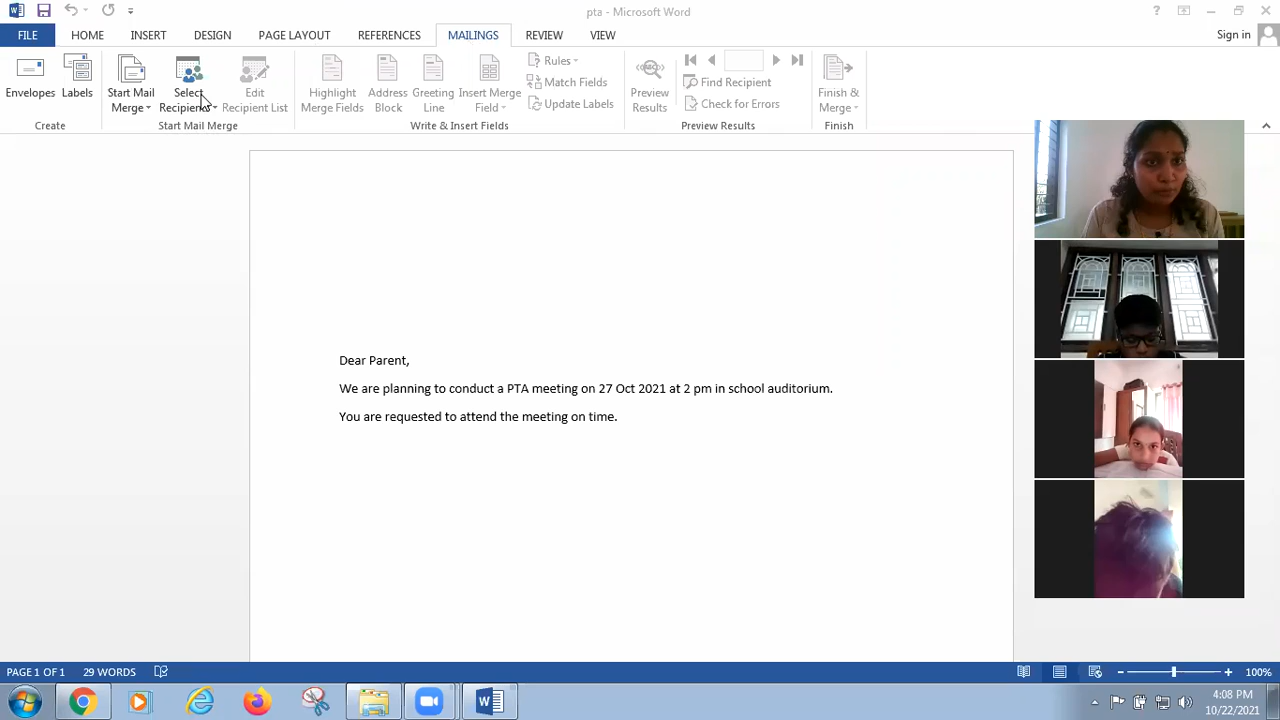 pta - Microsoft Word
?
FILE
HOME
INSERT
DESIGN
PAGE LAYOUT
REFERENCES
MAILINGS
REVIEW
VIEW
Sign in
Envelopes
Labels
Create
Start Mail
Merge
Select
Recipients
Edit
Recipient List
Start Mail Merge
Highlight
Merge Fields
Address
Block
Greeting
Line
Insert Merge
Field
Rules
Match Fields
Update Labels
Write & Insert Fields
Preview
Results
Find Recipient
Check for Errors
Preview Results
Finish &
Merge
Finish
Dear Parent,
We are planning to conduct a PTA meeting on 27 Oct 2021 at 2 pm in school auditorium.
You are requested to attend the meeting on time.
PAGE 1 OF 1
29 WORDS
100%
4:08 PM
10/22/2021